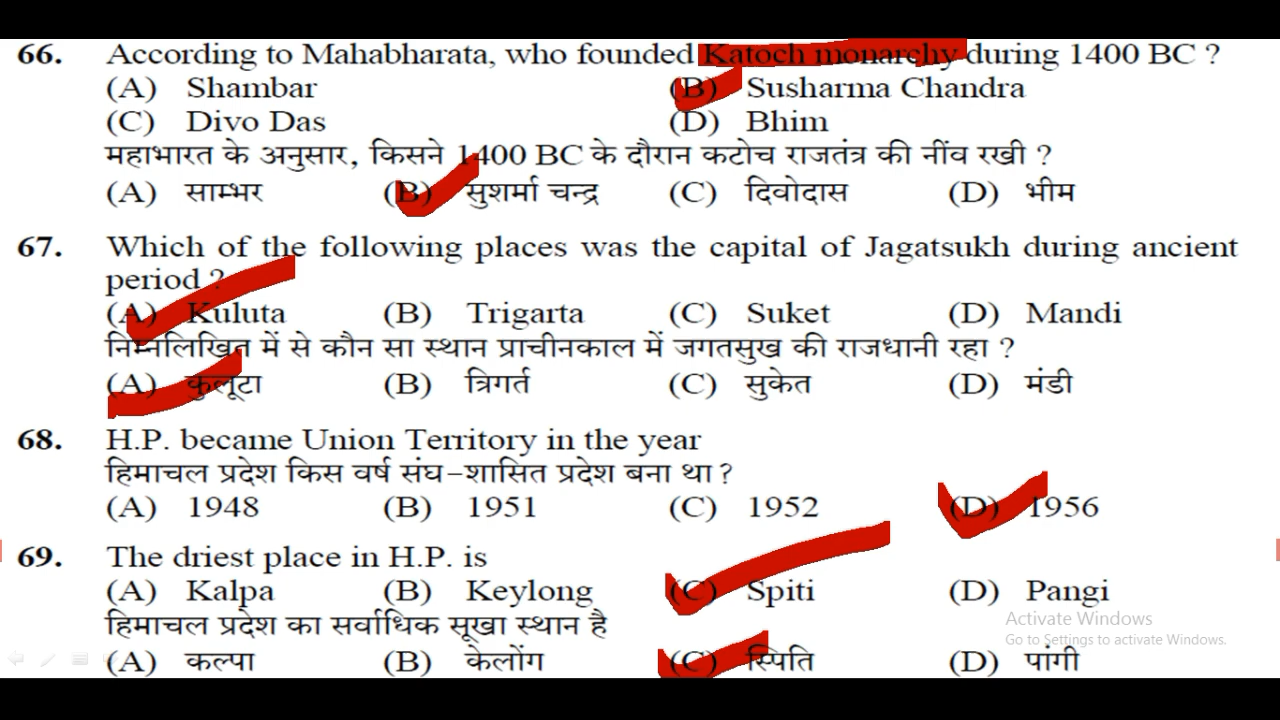 66. According to Mahabharata, who founded Katoch monarchy during 1400 BC ?
(A) Shambar (B) Susharma Chandra
(C) Divo Das (D) Bhim
महाभारत के अनुसार, किसने 1400 BC के दौरान कटोच राजतंत्र की नींव रखी ?
(A) साम्भर (B) सुशर्मा चन्द्र (C) दिवोदास (D) भीम
67. Which of the following places was the capital of Jagatsukh during ancient
period ?
(A) Kuluta (B) Trigarta (C) Suket (D) Mandi
निम्नलिखित में से कौन सा स्थान प्राचीनकाल में जगतसुख की राजधानी रहा ?
(A) कुलूटा (B) त्रिगर्त (C) सुकेत (D) मंडी
68. H.P. became Union Territory in the year
हिमाचल प्रदेश किस वर्ष संघ-शासित प्रदेश बना था ?
(A) 1948 (B) 1951 (C) 1952 (D) 1956
69. The driest place in H.P. is
(A) Kalpa (B) Keylong (C) Spiti (D) Pangi
हिमाचल प्रदेश का सर्वाधिक सूखा स्थान है
(A) कल्पा (B) केलोंग (C) स्पिति (D) पांगी
Activate Windows
Go to Settings to activate Windows.